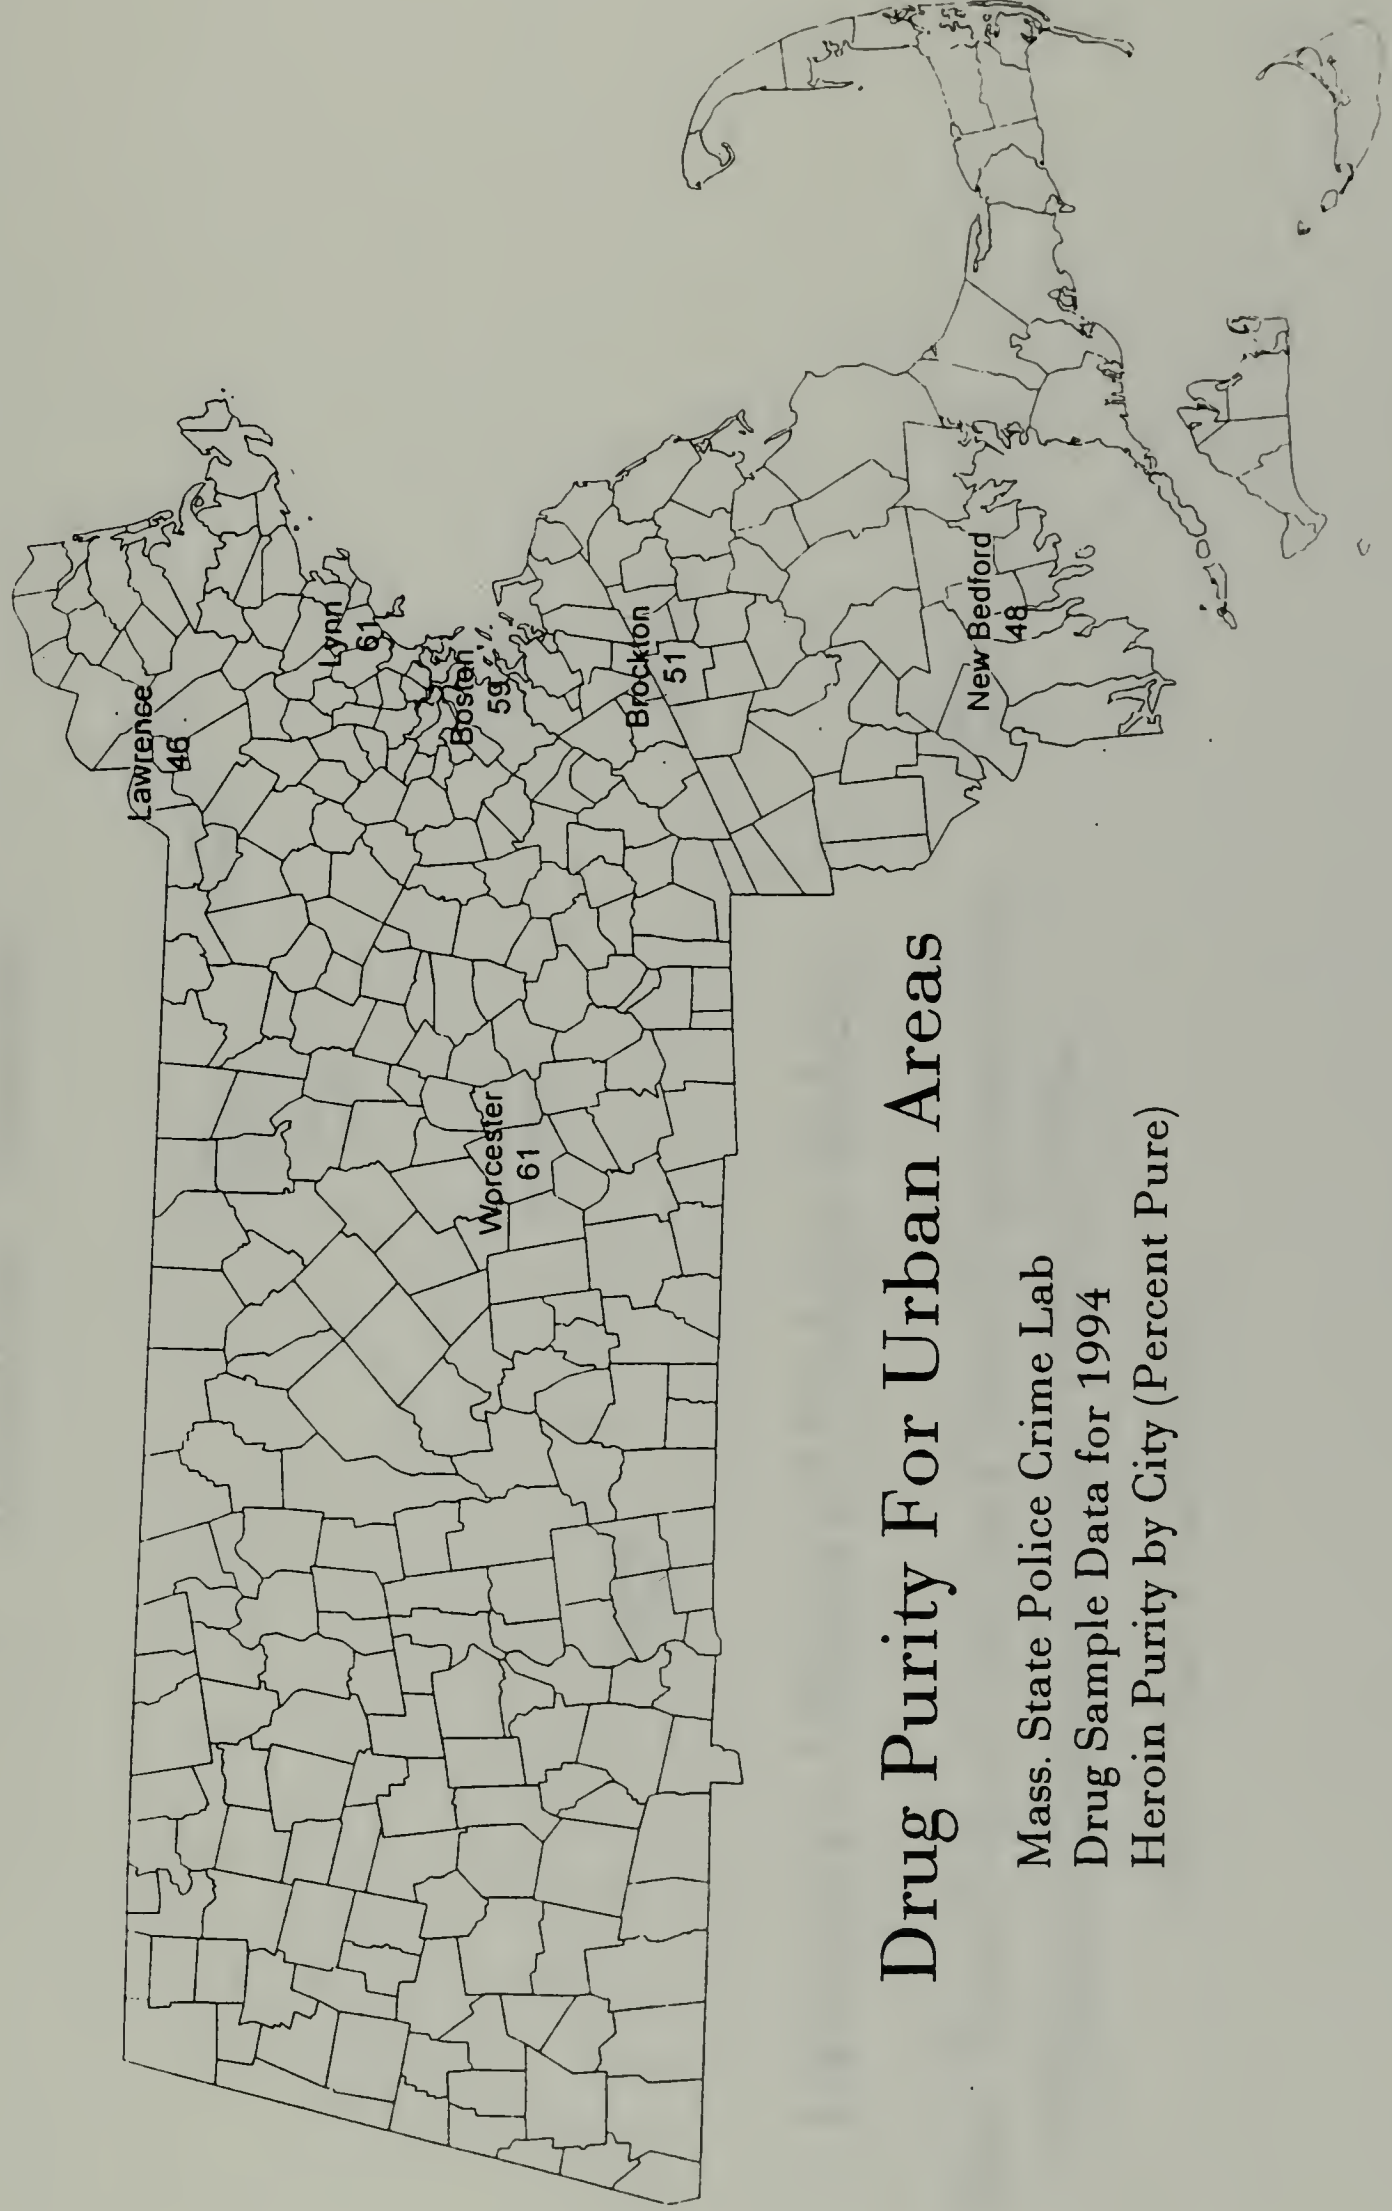 Lawrence
46
Lynn
61
Boston
59
Worcester
61
Brockton
51
New Bedford
48
Drug Purity For Urban Areas
Mass. State Police Crime Lab
Drug Sample Data for 1994
Heroin Purity by City (Percent Pure)